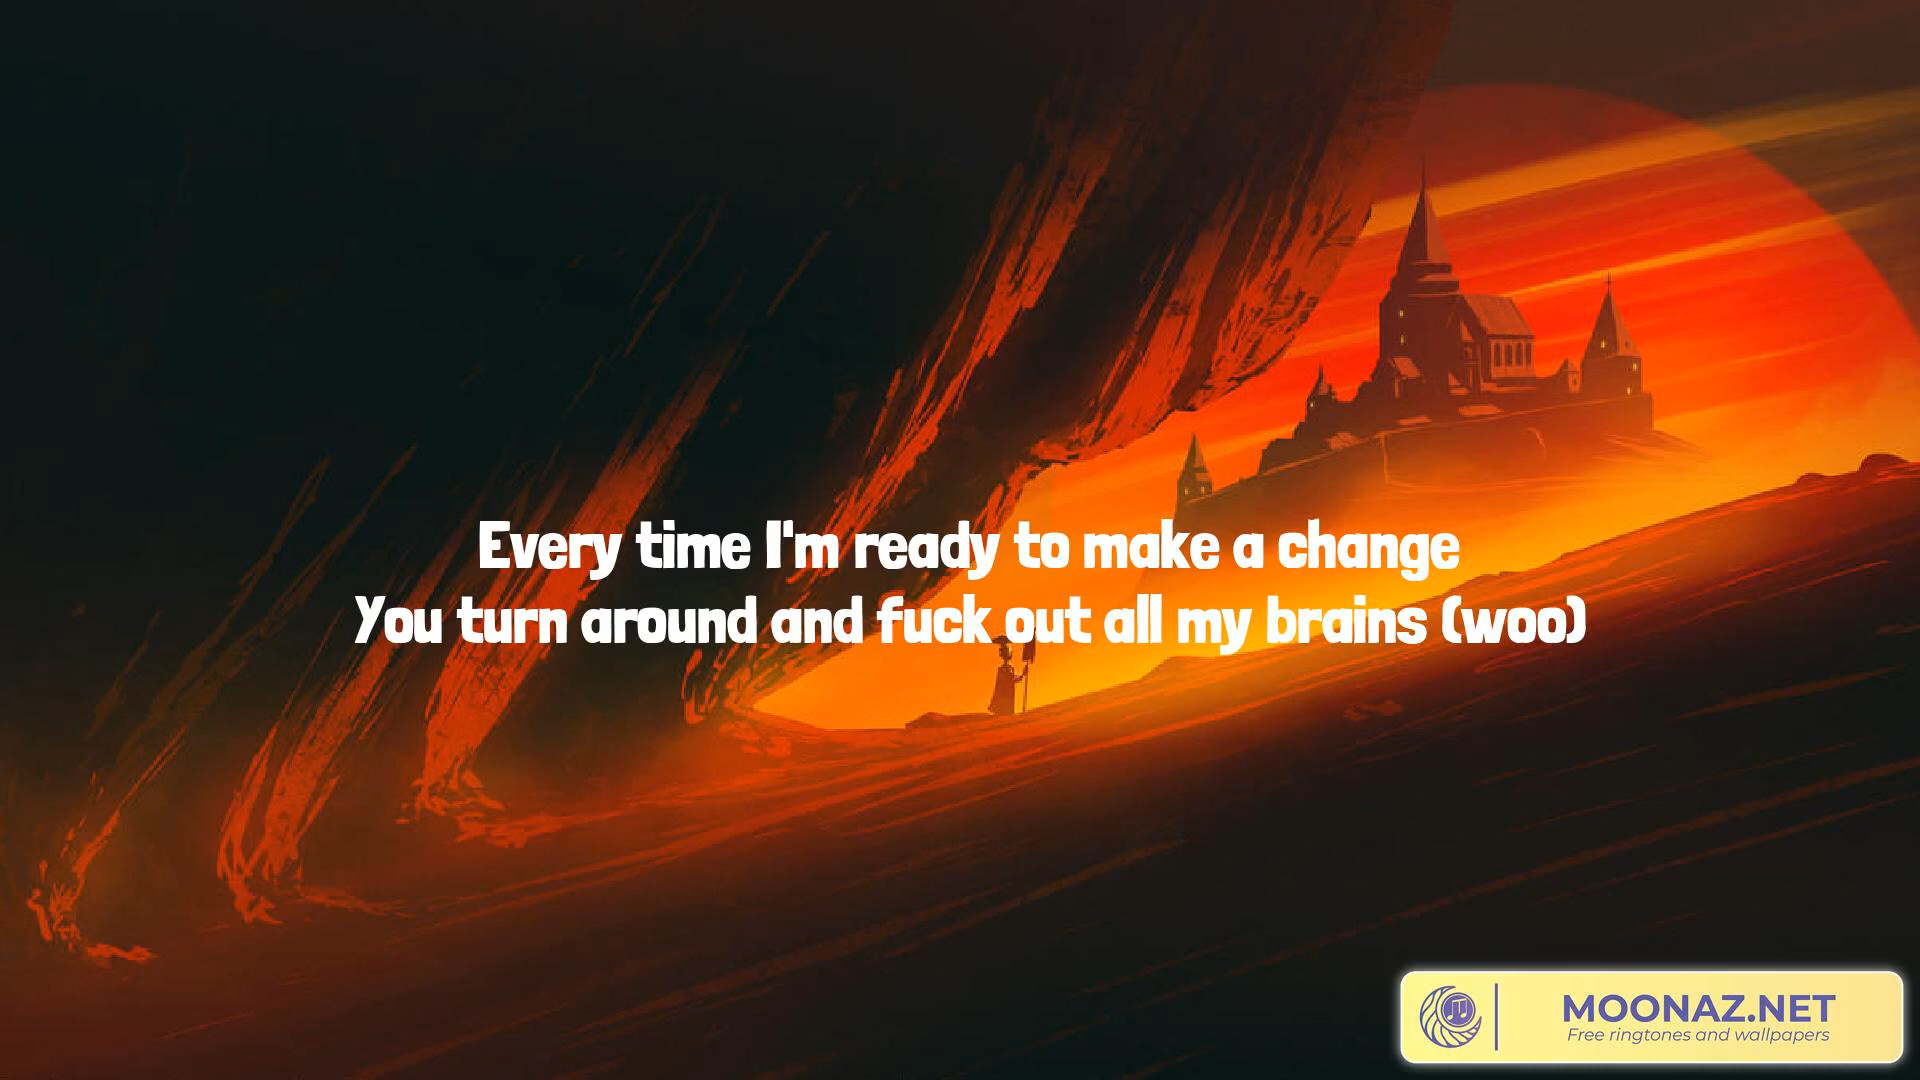 Every time I'm ready to make a change
You turn around and fuck out all my brains (woo)
MOONAZ.NET
Free ringtones and wallpapers